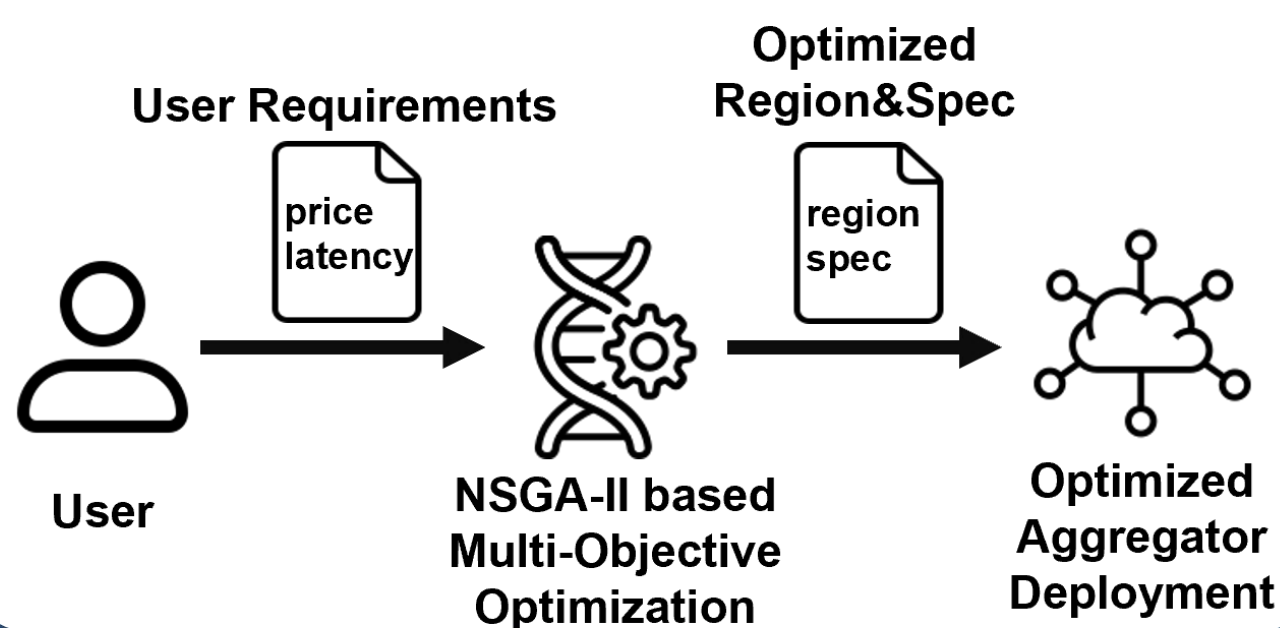 Optimized
Region&Spec
User Requirements
price
latency
region
spec
User
NSGA-II based
Multi-Objective
Optimization
Optimized
Aggregator
Deployment